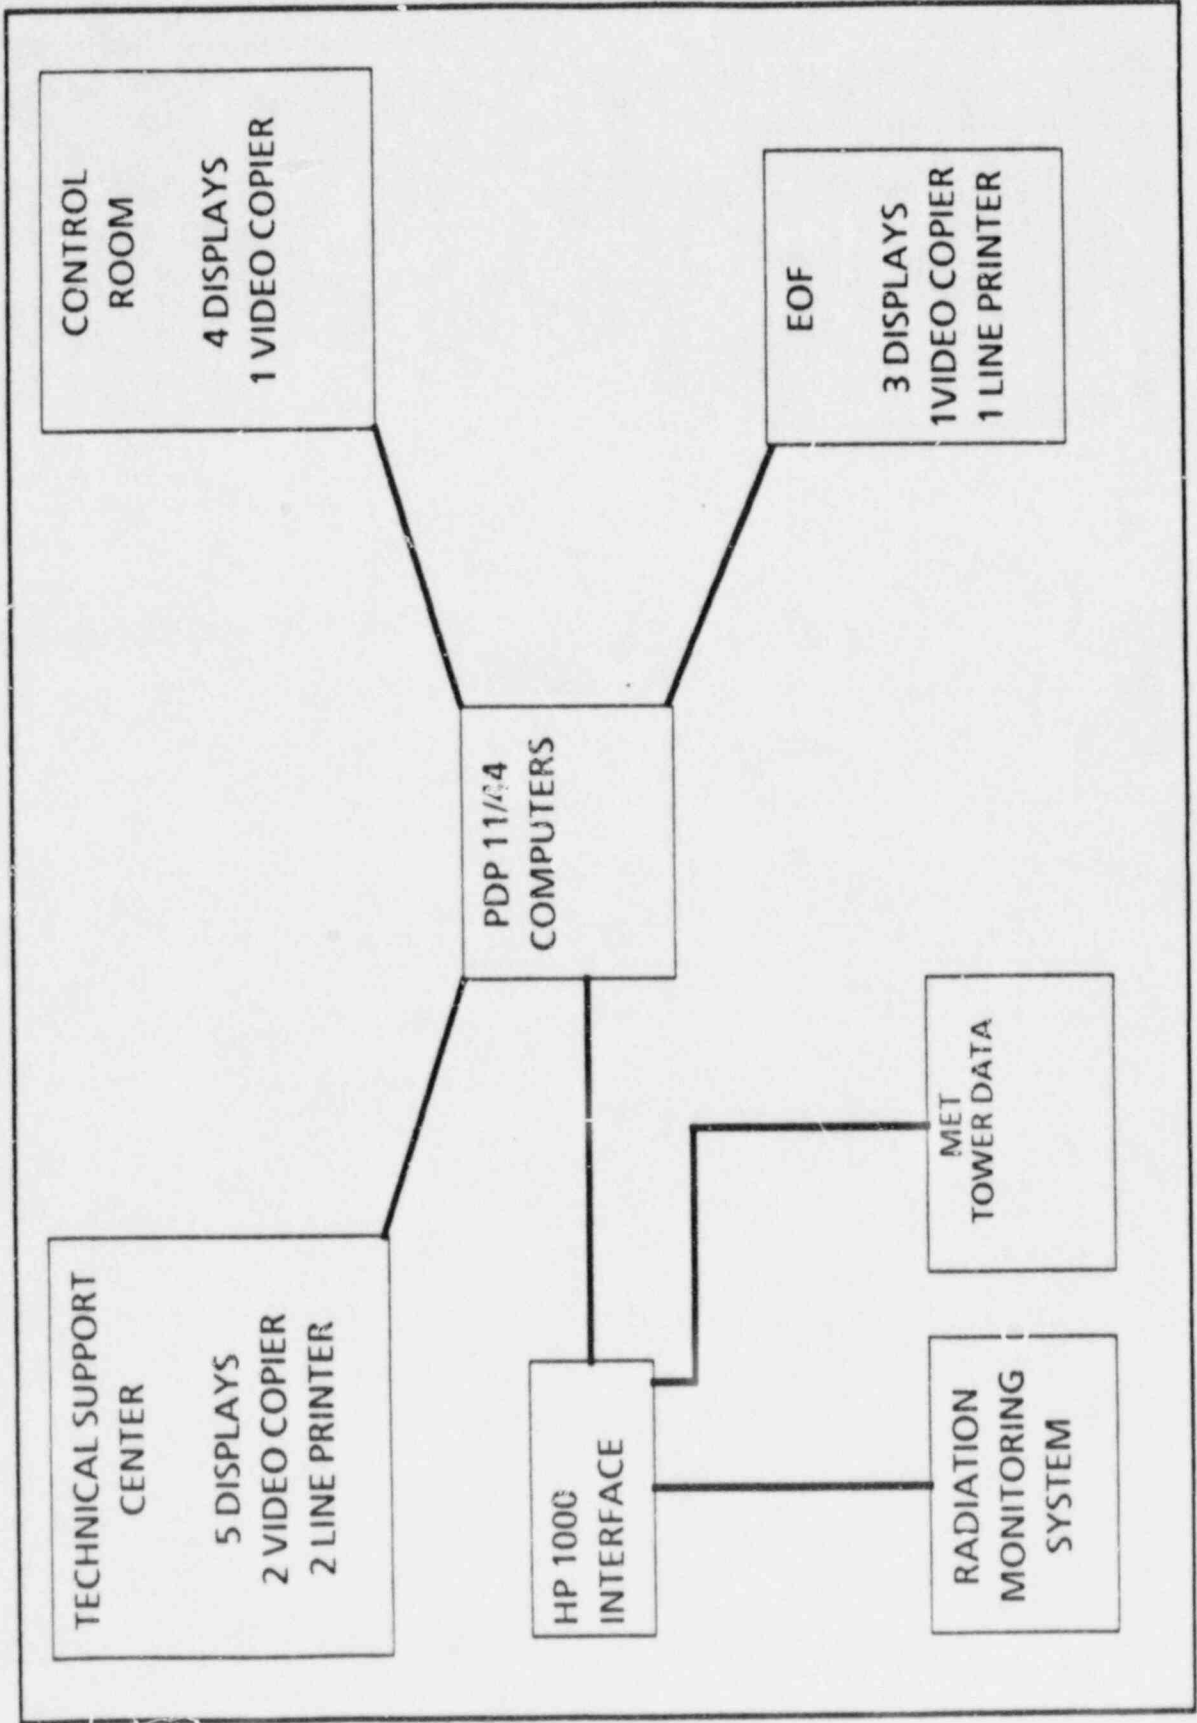 TECHNICAL SUPPORT
CENTER
5 DISPLAYS
2 VIDEO COPIER
2 LINE PRINTER
CONTROL
ROOM
4 DISPLAYS
1 VIDEO COPIER
PDP 11/44
COMPUTERS
HP 1000
INTERFACE
EOF
3 DISPLAYS
1VIDEO COPIER
1 LINE PRINTER
RADIATION
MONITORING
SYSTEM
MET
TOWER DATA